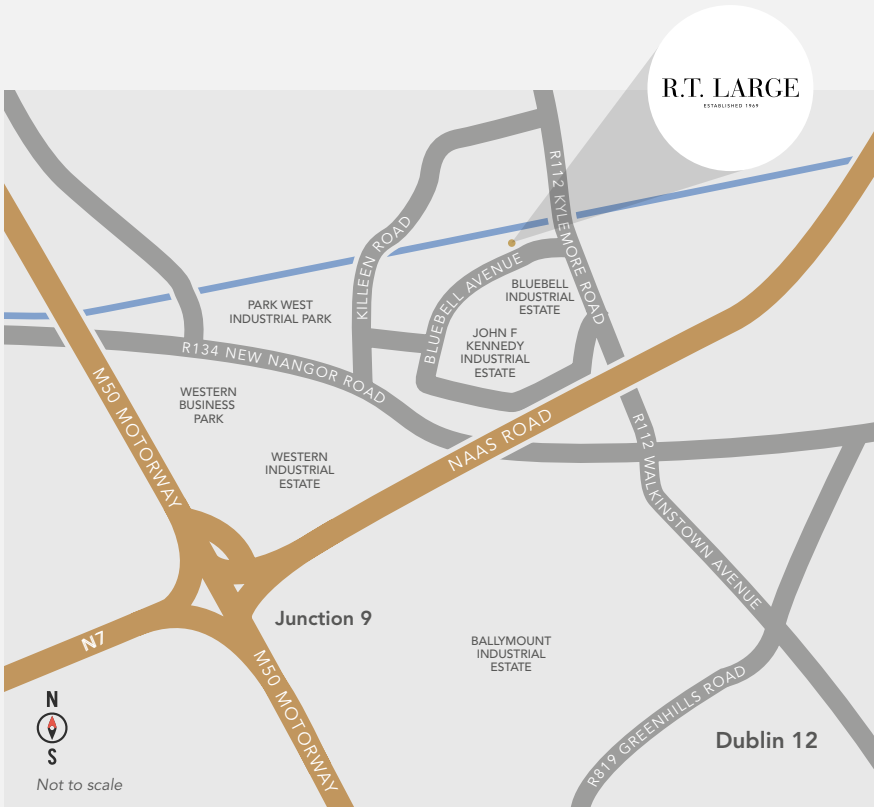 R.T. LARGE
ESTABLISHED 1969
R112 KYLEMORE ROAD
KILLEEN ROAD
BLUEBELL AVENUE
BLUEBELL
INDUSTRIAL
ESTATE
PARK WEST
INDUSTRIAL PARK
JOHN F
KENNEDY
INDUSTRIAL
ESTATE
R134 NEW NANGOR ROAD
M50 MOTORWAY
WESTERN
BUSINESS
PARK
NAAS ROAD
R112 WALKINSTOWN AVENUE
WESTERN
INDUSTRIAL
ESTATE
Junction 9
N7
BALLYMOUNT
INDUSTRIAL
ESTATE
M50 MOTORWAY
R819 GREENHILLS ROAD
N
S
Dublin 12
Not to scale